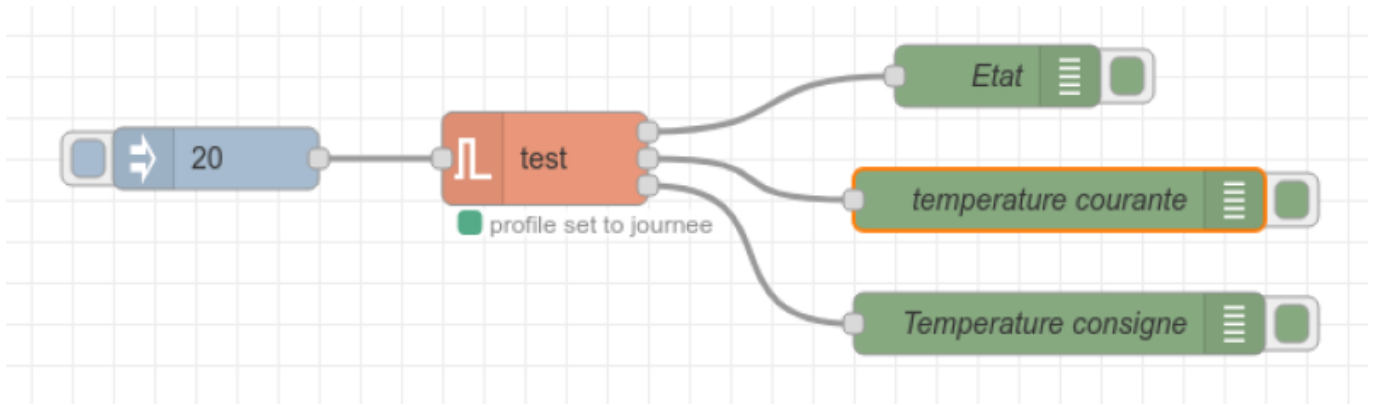 Etat
20
test
temperature courante
profile set to journee
Temperature consigne